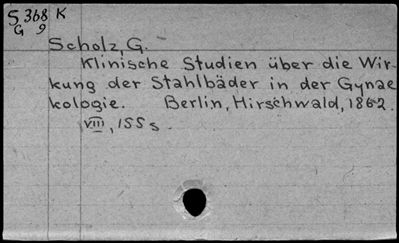 S 368 K
G 9
Scholz, G.
Klinische Studien über die Wir-
kung der Stahlbäder in der Gynae
kologie. Berlin, Hirschwald, 1862.
VIII, 155 s.